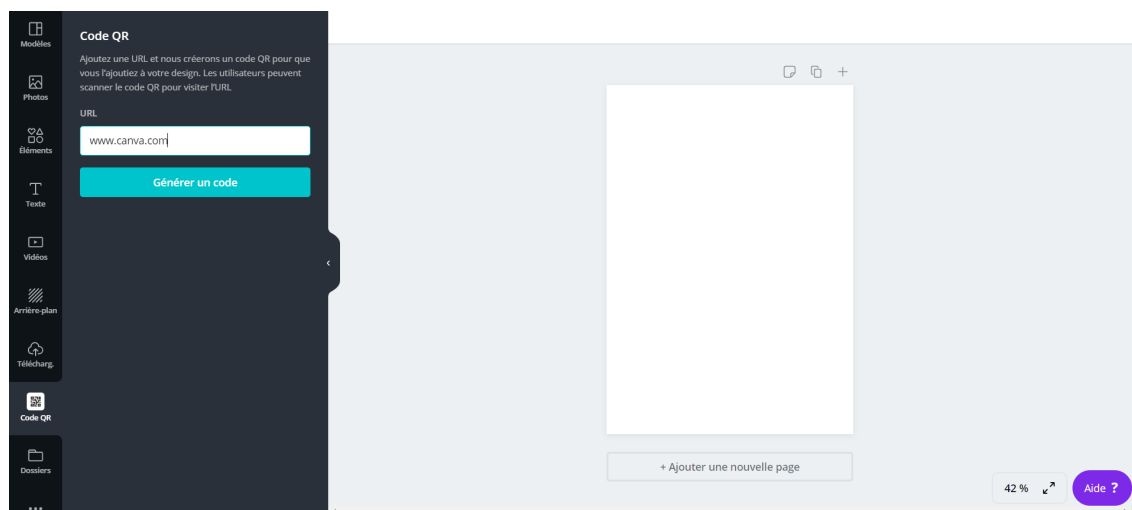 Modèles
Photos
Éléments
Texte
Vidéos
Arrière-plan
Télécharg.
Code QR
Dossiers
Code QR
Ajoutez une URL et nous créerons un code QR pour que
vous l'ajoutiez à votre design. Les utilisateurs peuvent
scanner le code QR pour visiter l'URL
URL
www.canva.com
Générer un code
+ Ajouter une nouvelle page
42 %
Aide ?